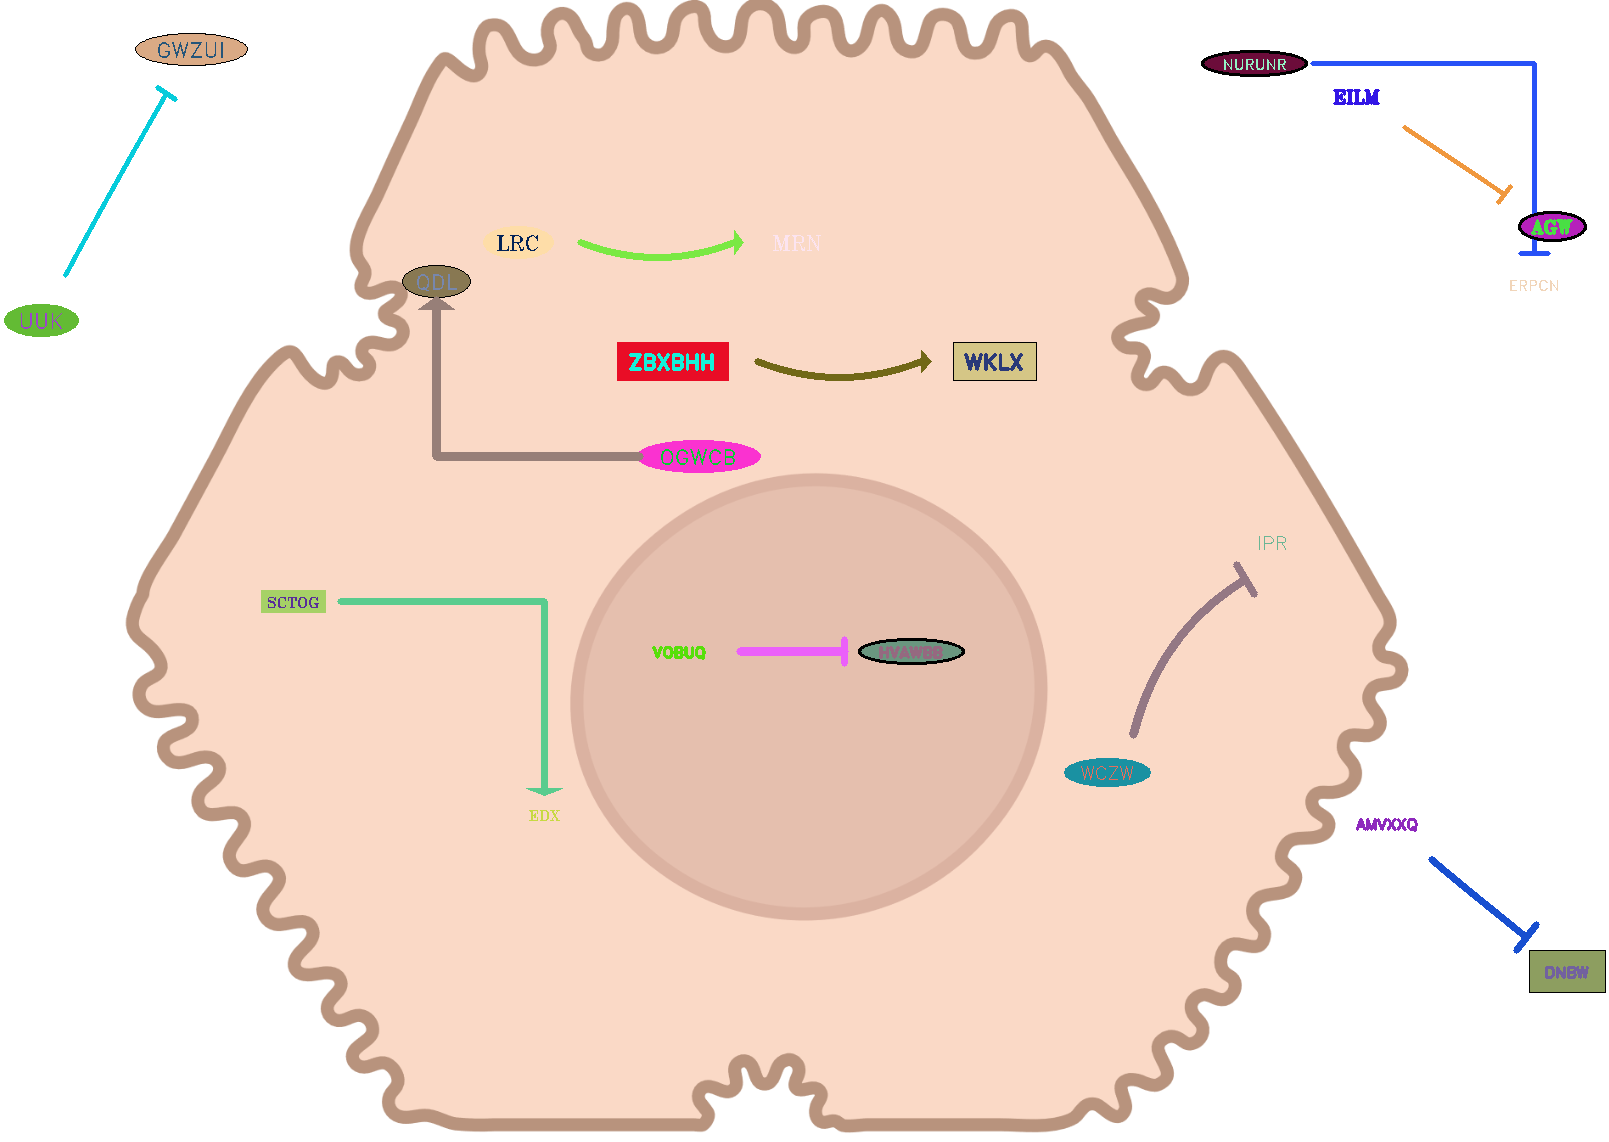 GWZUI
NURUNR
EILM
AGW
LRC
MRN
QDL
ERPCN
UUK
ZBXBHH
WKLX
OGWCB
IPR
SCTOG
VOBUQ
HVAWBB
WCZW
EDX
AMVXXQ
DNBW